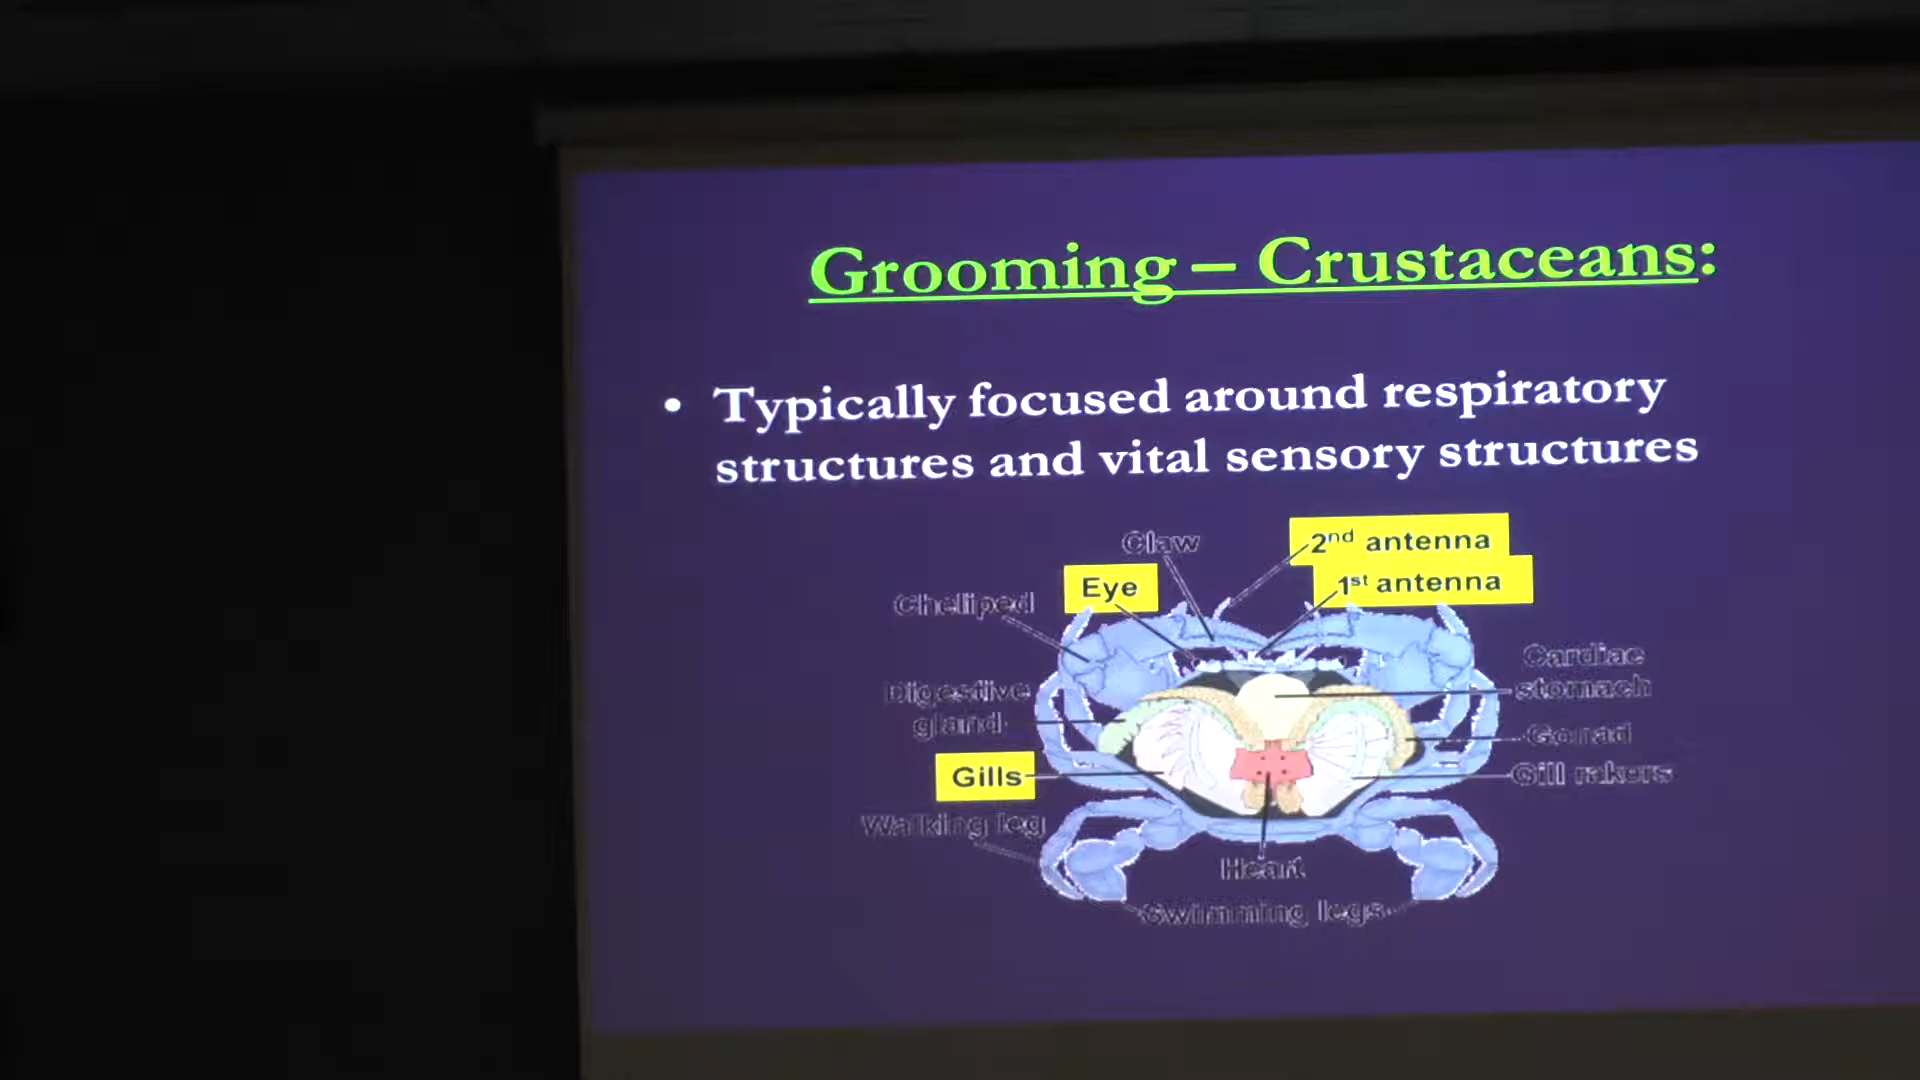 Grooming – Crustaceans:
• Typically focused around respiratory
structures and vital sensory structures
Claw
2nd antenna
Eye
1st antenna
Cheliped
Cardiac
stomach
Digestive
gland
Gonad
Gills
Gill rakers
Walking leg
Heart
Swimming legs